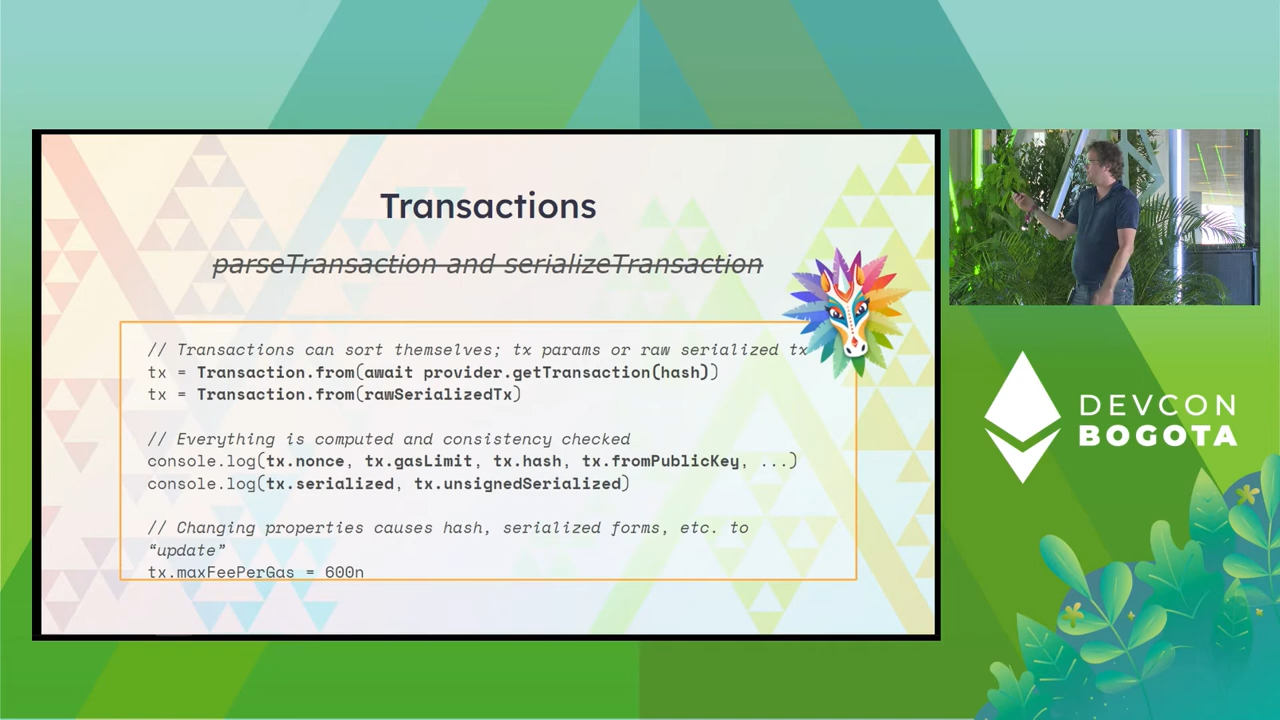 Transactions
parseTransaction and serializeTransaction
// Transactions can sort themselves; tx params or raw serialized tx
tx = Transaction.from(await provider.getTransaction(hash))
tx = Transaction.from(rawSerializedTx)
// Everything is computed and consistency checked
console.log(tx.nonce, tx.gasLimit, tx.hash, tx.fromPublicKey, ...)
console.log(tx.serialized, tx.unsignedSerialized)
// Changing properties causes hash, serialized forms, etc. to
“update”
tx.maxFeePerGas = 600n
DEVCON
BOGOTA